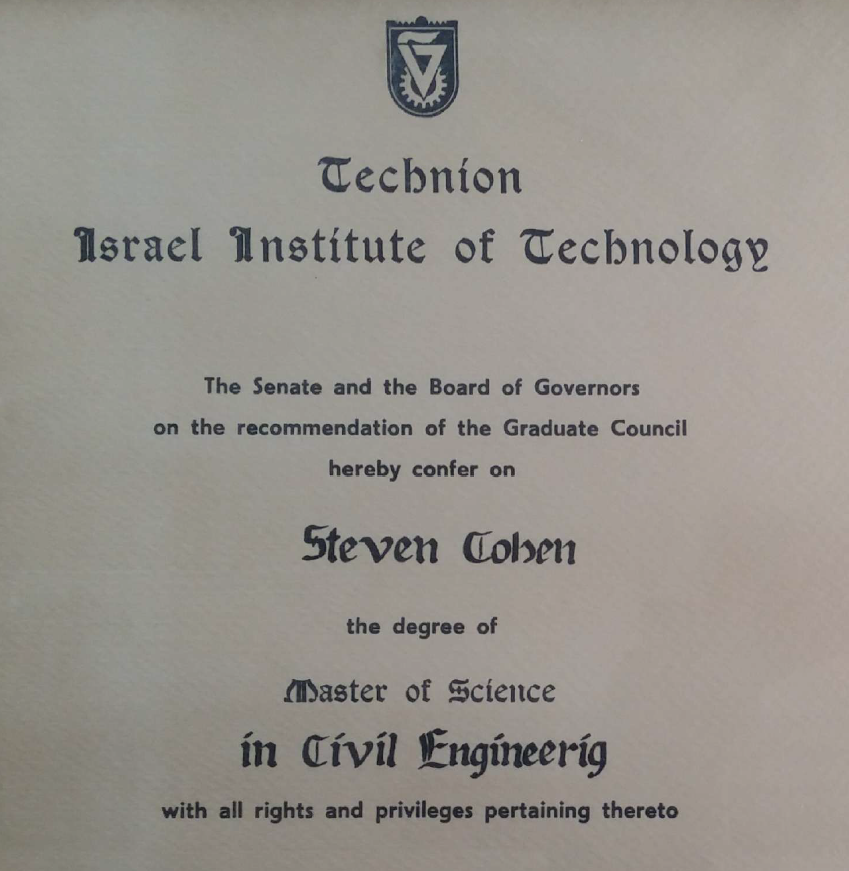 Technion
Israel Institute of Technology
The Senate and the Board of Governors
on the recommendation of the Graduate Council
hereby confer on
Steven Cohen
the degree of
Master of Science
in Civil Engineerig
with all rights and privileges pertaining thereto